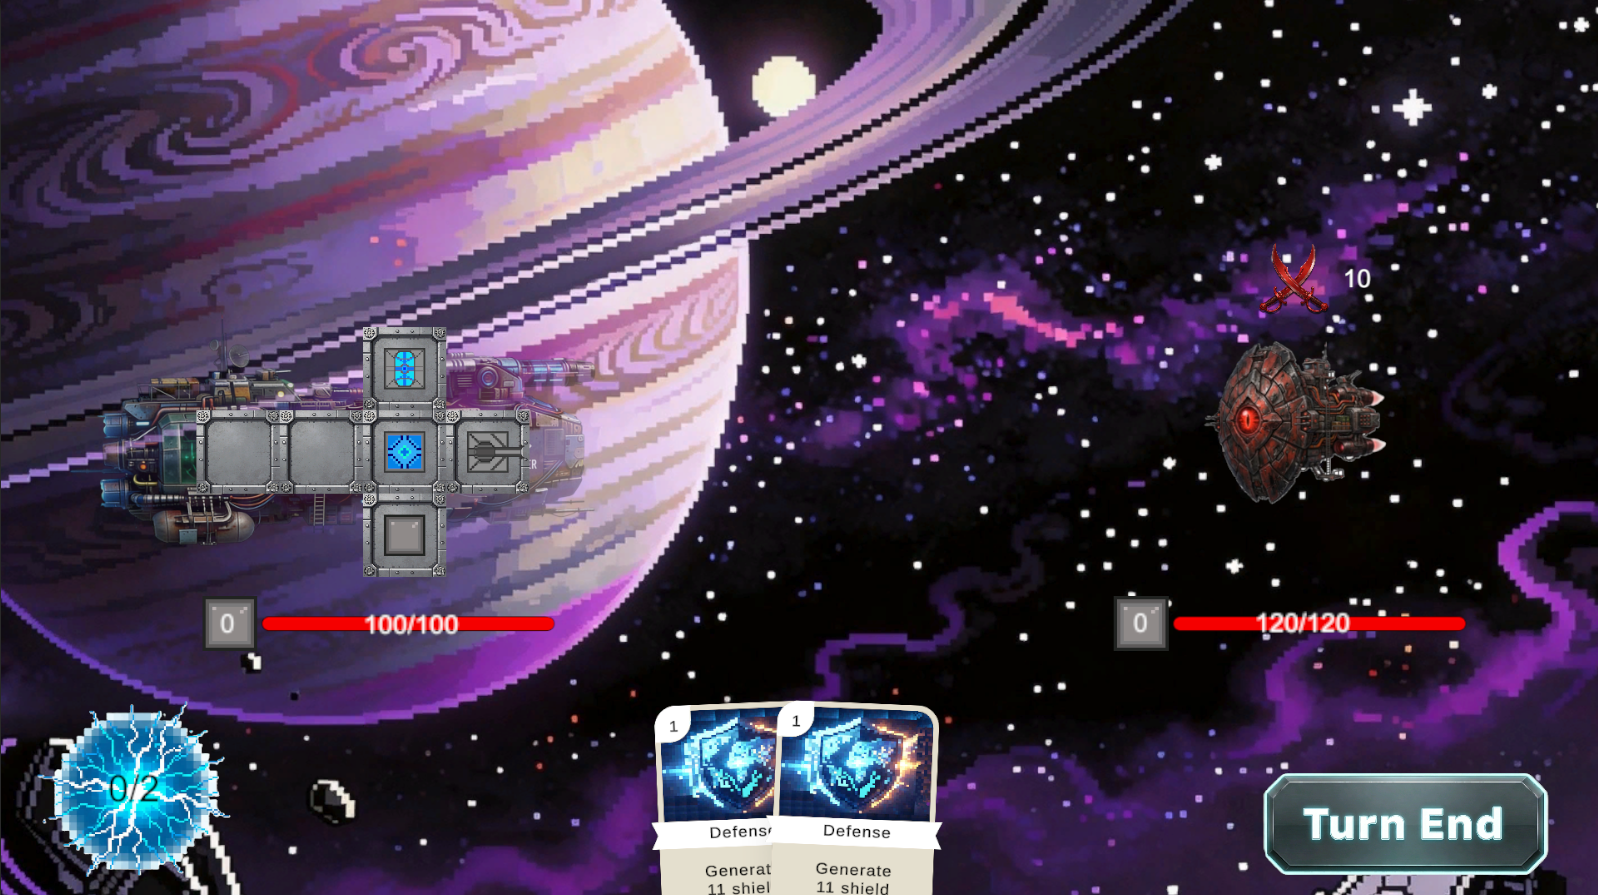 10
R
0
100/100
0
120/120
0/2
1
Defense
Generat
11 shiel
1
Defense
Generate
11 shield
Turn End